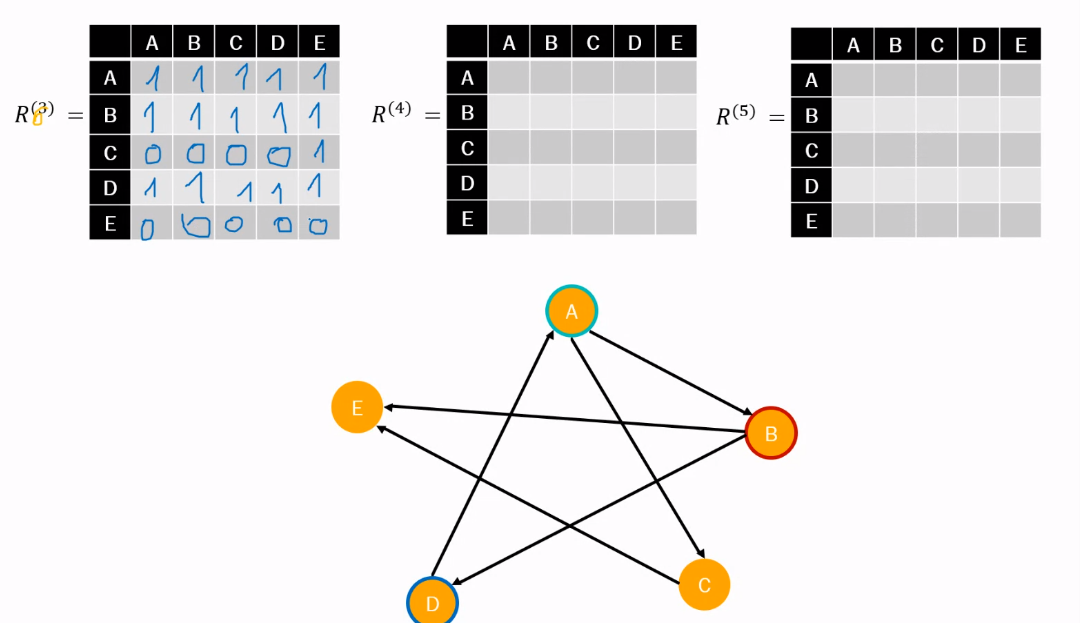 A B C D E
R(3) =
A 1 1 1 1 1
B 1 1 1 1 1
C 0 0 0 0 1
D 1 1 1 1 1
E 0 0 0 0 0
A B C D E
R(4) =
A
B
C
D
E
A B C D E
R(5) =
A
B
C
D
E
A
E
B
C
D